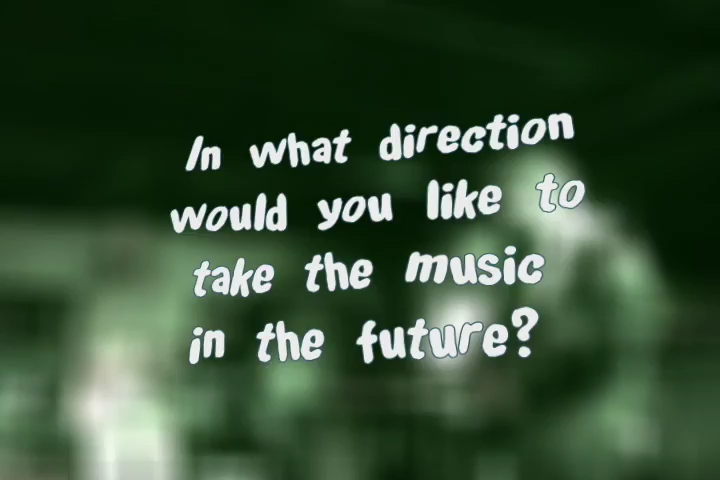 In what direction
would you like to
take the music
in the future?